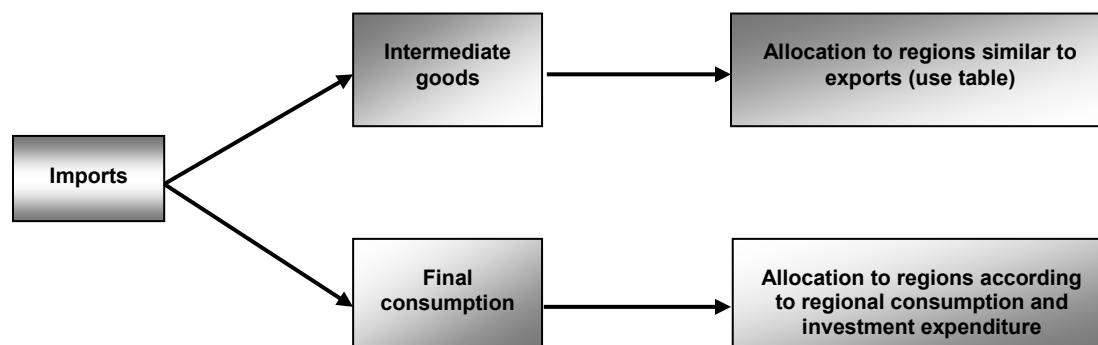 Intermediate
goods
Allocation to regions similar to
exports (use table)
Imports
Final
consumption
Allocation to regions according
to regional consumption and
investment expenditure